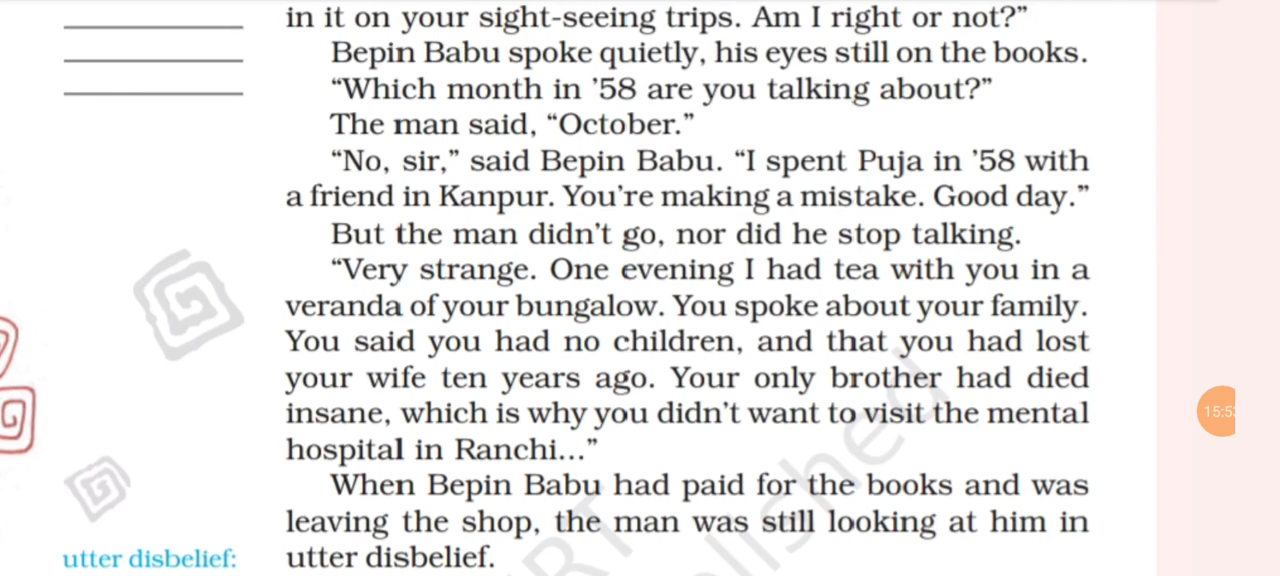 in it on your sight-seeing trips. Am I right or not?”
Bepin Babu spoke quietly, his eyes still on the books.
“Which month in ’58 are you talking about?”
The man said, “October.”
“No, sir,” said Bepin Babu. “I spent Puja in ’58 with
a friend in Kanpur. You’re making a mistake. Good day.”
But the man didn’t go, nor did he stop talking.
“Very strange. One evening I had tea with you in a
veranda of your bungalow. You spoke about your family.
You said you had no children, and that you had lost
your wife ten years ago. Your only brother had died
insane, which is why you didn’t want to visit the mental
hospital in Ranchi...”
When Bepin Babu had paid for the books and was
leaving the shop, the man was still looking at him in
utter disbelief: utter disbelief.